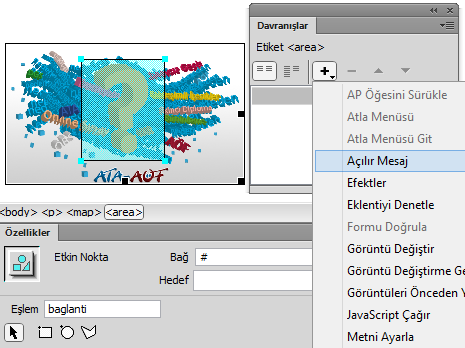 Davranışlar
Etiket <area>
AP Öğesini Sürükle
Atla Menüsü
Atla Menüsü Git
Açılır Mesaj
Efektler
Eklentiyi Denetle
Formu Doğrula
Görüntü Değiştir
Görüntü Değiştirme Ge
Görüntüleri Önceden Y
JavaScript Çağır
Metni Ayarla
Online
?
ATA-AÖF
<body> <p> <map> <area>
Özellikler
Etkin Nokta
Bağ #
Hedef
Eşlem baglanti